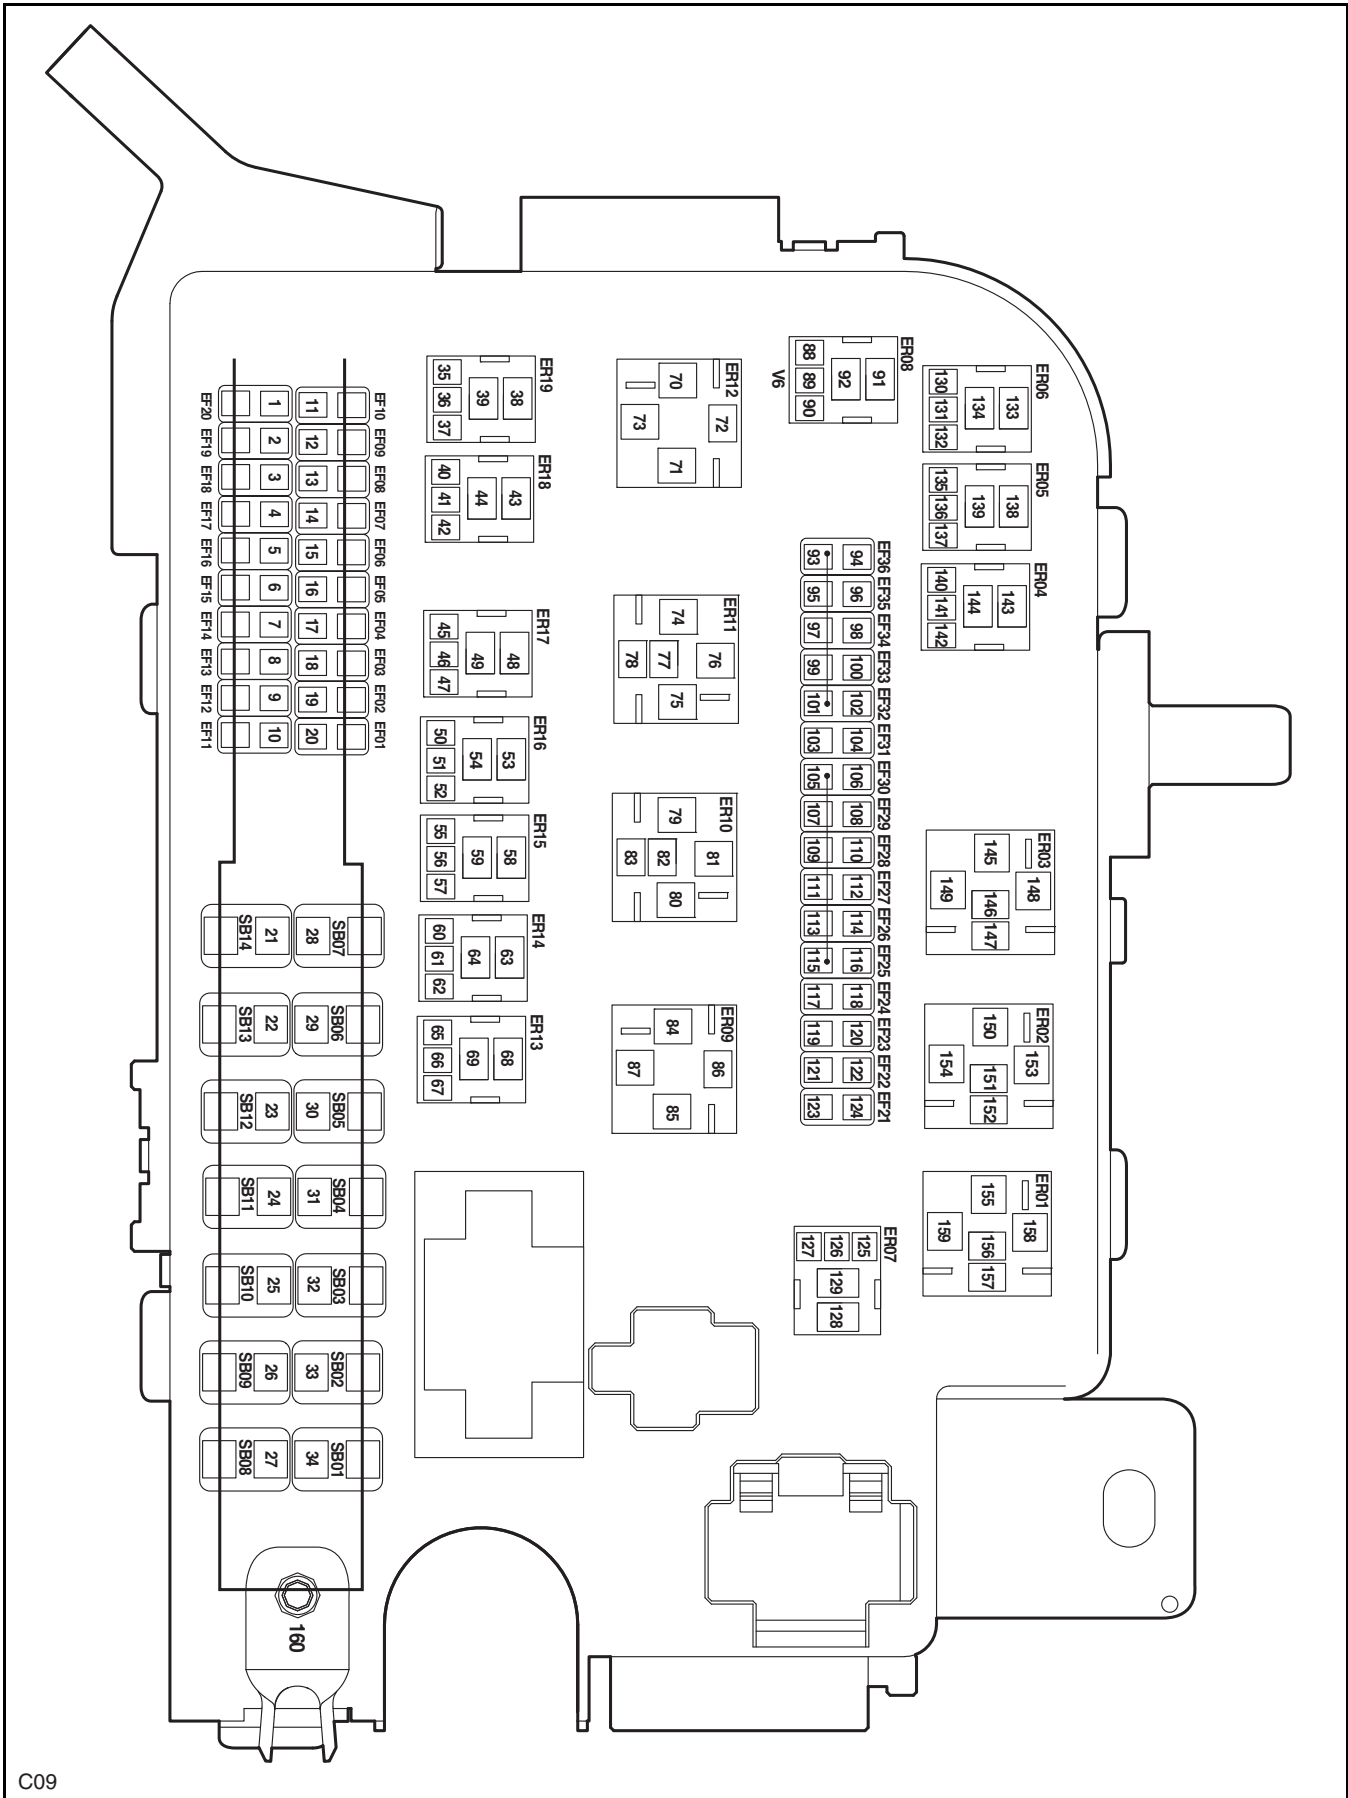 ER08
88 89 90
92 91
V6
ER06
130 131 132
134 133
ER05
135 136 137
139 138
ER04
140 141 142
144 143
ER19
35 36 37
39 38
ER18
40 41 42
44 43
ER17
45 46 47
49 48
ER16
50 51 52
54 53
ER15
55 56 57
59 58
ER14
60 61 62
64 63
ER13
65 66 67
69 68
ER12
70
73 72
71
ER11
74
78 77 76
75
ER10
79
83 82 81
80
ER09
84
87 86
85
EF36 93 94
EF35 95 96
EF34 97 98
EF33 99 100
EF32 101 102
EF31 103 104
EF30 105 106
EF29 107 108
EF28 109 110
EF27 111 112
EF26 113 114
EF25 115 116
EF24 117 118
EF23 119 120
EF22 121 122
EF21 123 124
ER03
145
149 146 148
147
ER02
150
154 151 153
152
ER01
155
159 156 158
157
ER07
127 126 125
129
128
EF20 1 11 EF10
EF19 2 12 EF09
EF18 3 13 EF08
EF17 4 14 EF07
EF16 5 15 EF06
EF15 6 16 EF05
EF14 7 17 EF04
EF13 8 18 EF03
EF12 9 19 EF02
EF11 10 20 EF01
SB14 21 28 SB07
SB13 22 29 SB06
SB12 23 30 SB05
SB11 24 31 SB04
SB10 25 32 SB03
SB09 26 33 SB02
SB08 27 34 SB01
160
C09